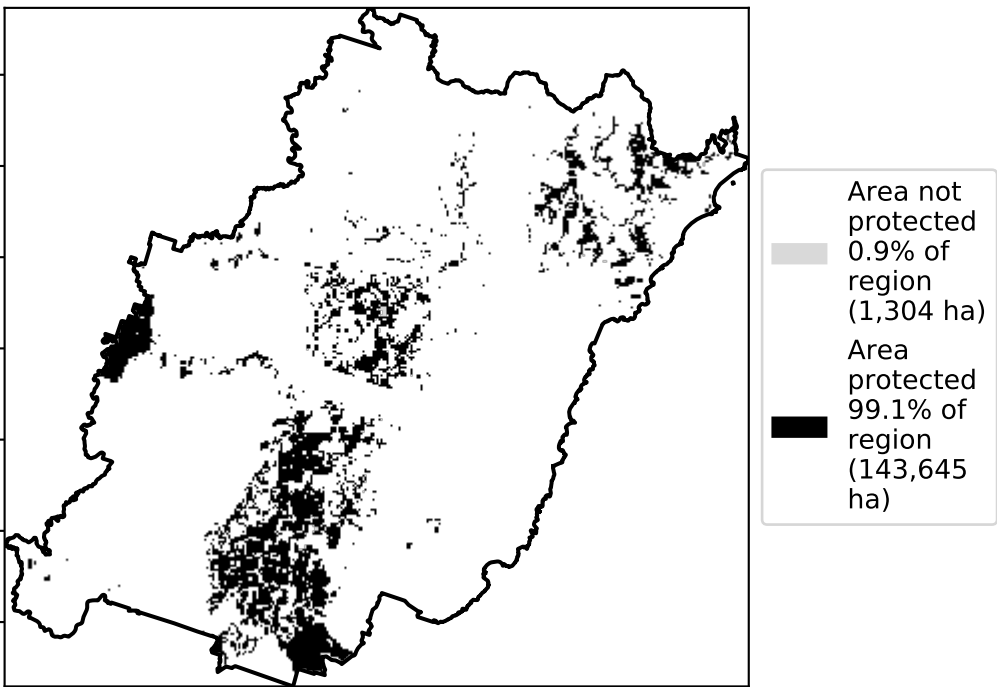 Area not
protected
0.9% of
region
(1,304 ha)
Area
protected
99.1% of
region
(143,645
ha)